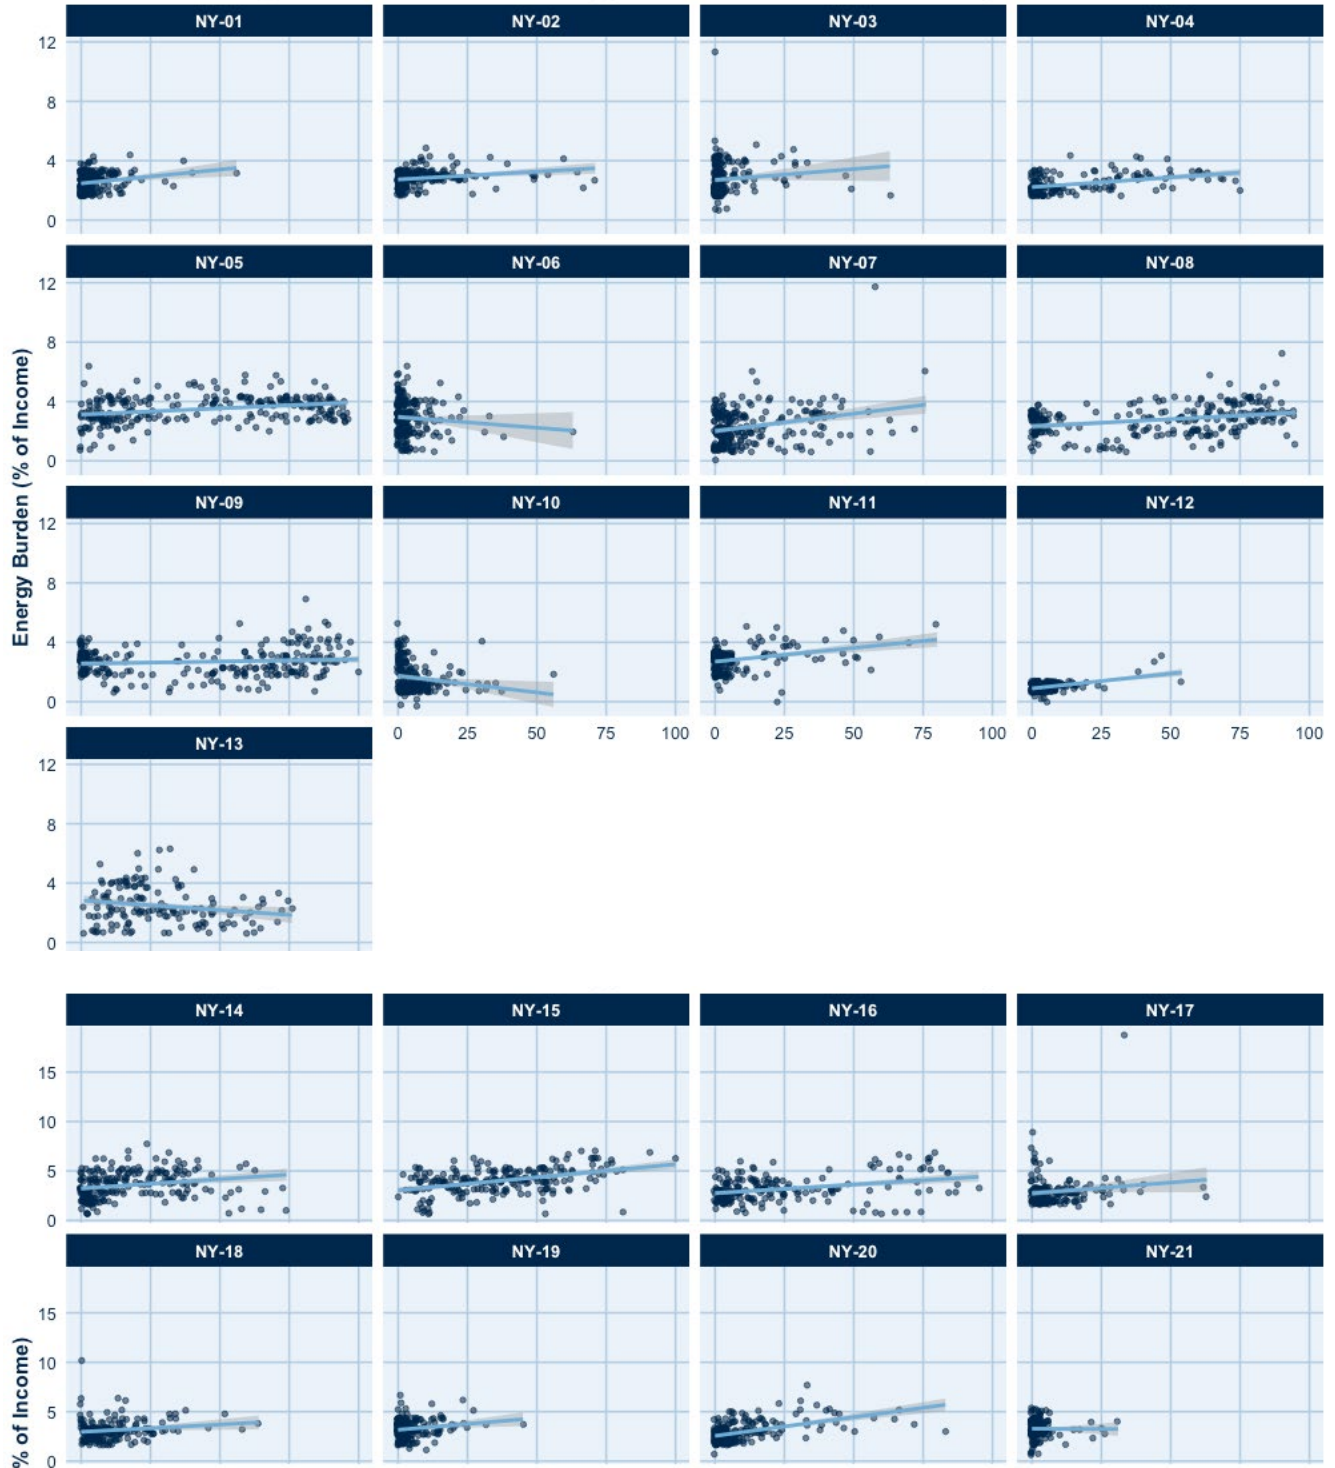 NY-01 NY-02 NY-03 NY-04
12
8
4
0
NY-05 NY-06 NY-07 NY-08
12
8
4
0
Energy Burden (% of Income)
NY-09 NY-10 NY-11 NY-12
12
8
4
0
0 25 50 75 100 0 25 50 75 100 0 25 50 75 100
NY-13
12
8
4
0
NY-14 NY-15 NY-16 NY-17
15
10
5
0
NY-18 NY-19 NY-20 NY-21
15
10
5
0
% of Income)